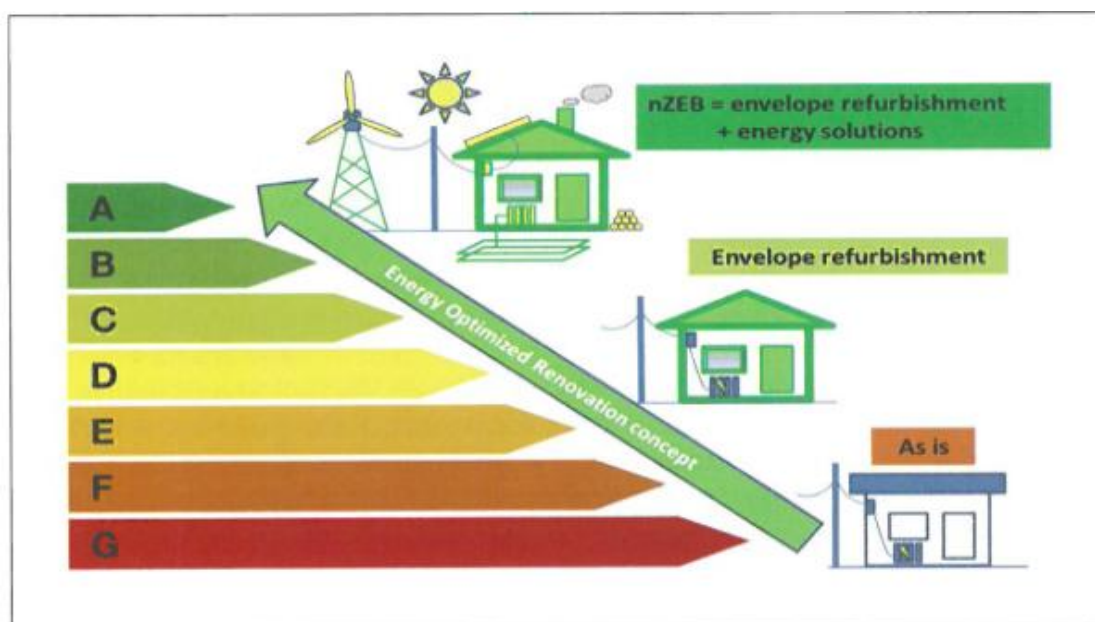 nZEB = envelope refurbishment
+ energy solutions
A
B
Envelope refurbishment
C
Energy Optimized Renovation concept
D
E
As is
F
G